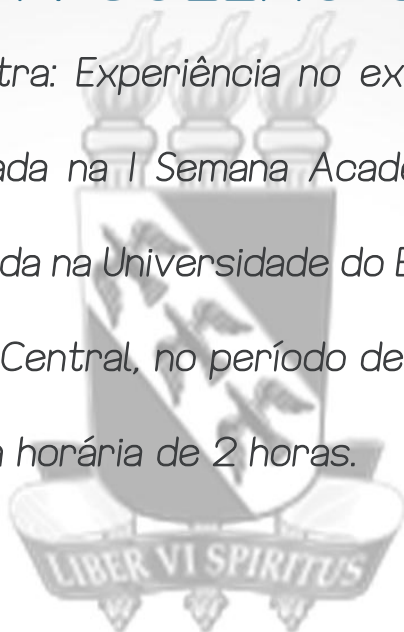 tra: Experiência no ex
ada na I Semana Acad
da na Universidade do
Central, no período de
horária de 2 horas.
LIBER VI SPIRITUS